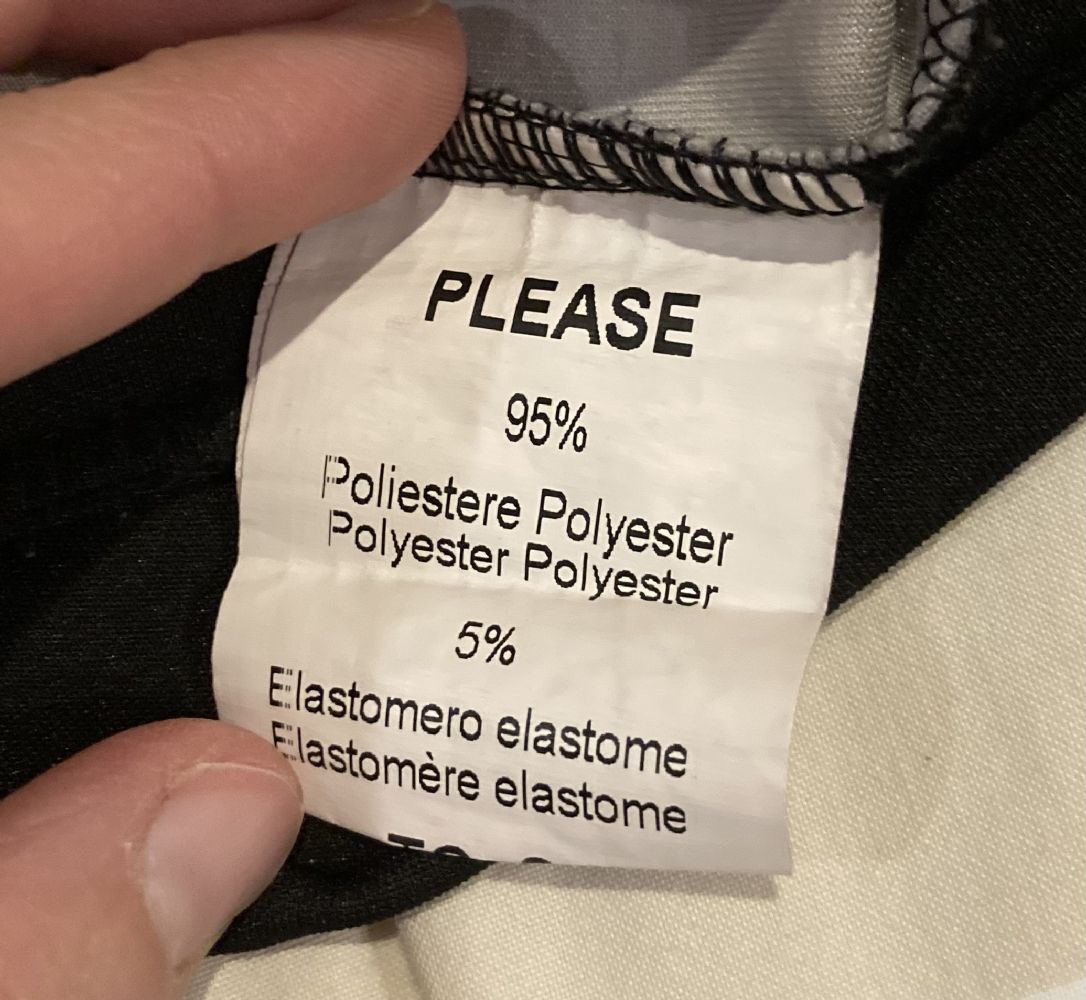 PLEASE
95%
Poliestere Polyester
Polyester Polyester
5%
Elastomero elastome
Elastomère elastome